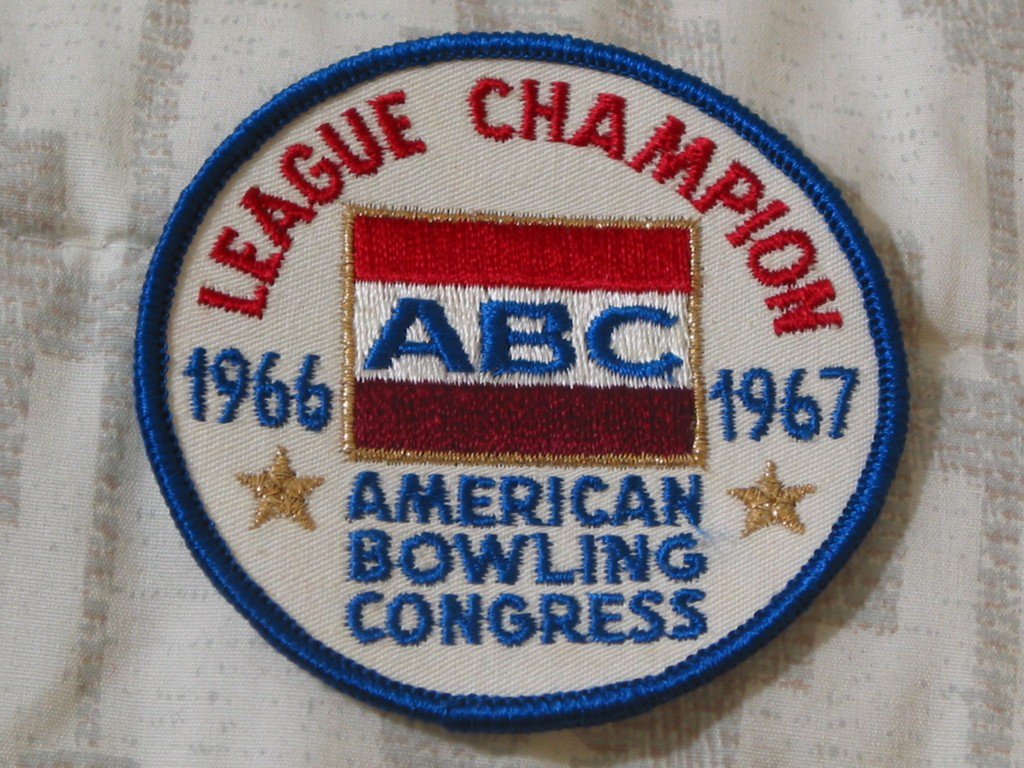 LEAGUE CHAMPION
ABC
1966 1967
AMERICAN
BOWLING
CONGRESS